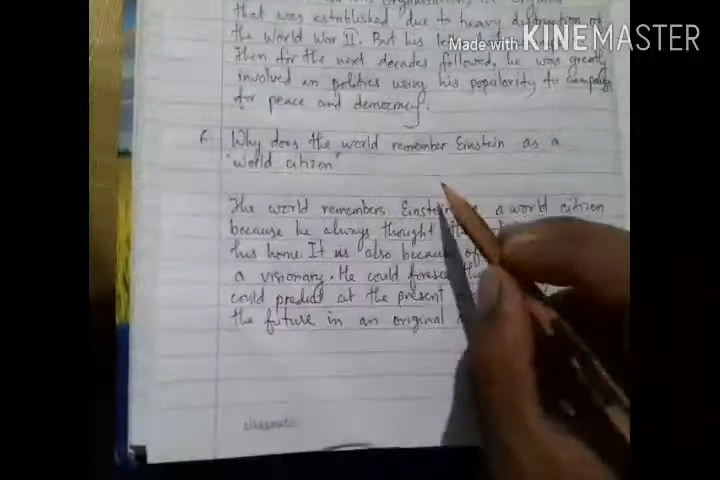 that was established due to heavy
the World War II. But his
Then for the next decades followed, he was greatly
involved in politics using his popularity to campaign
for peace and democracy.
6 Why does the world remember Einstein as a
"world citizen"
The world remembers Einstein a world citizen
because he always thought
his home. It is also because of
a visionary. He could foresee
could predict at the present
the future in an original
classmate
Made with KINEMASTER